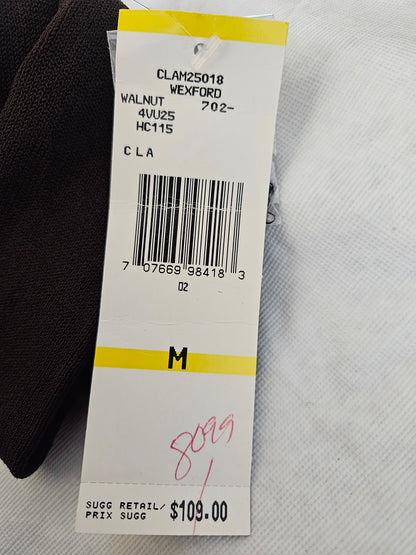 CLAM25018
WEXFORD
WALNUT 702-
4VU25
HC115
CLA
7 07669 98418 3
D2
M
8099
SUGG RETAIL/
PRIX SUGG $109.00